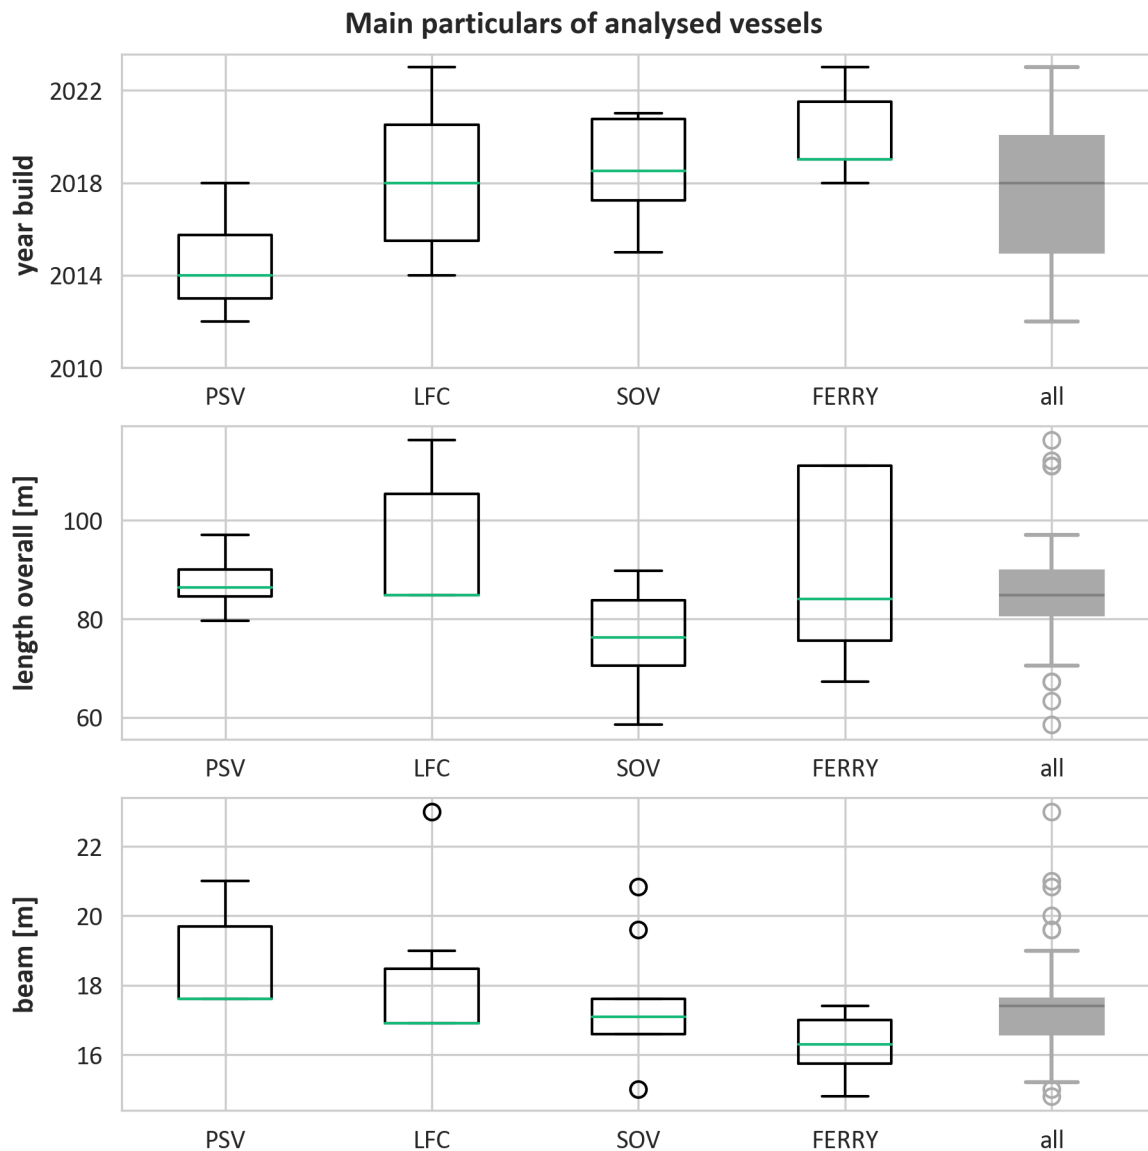 Main particulars of analysed vessels
year build
2022
2018
2014
2010
PSV LFC SOV FERRY all
length overall [m]
100
80
60
PSV LFC SOV FERRY all
beam [m]
22
20
18
16
PSV LFC SOV FERRY all